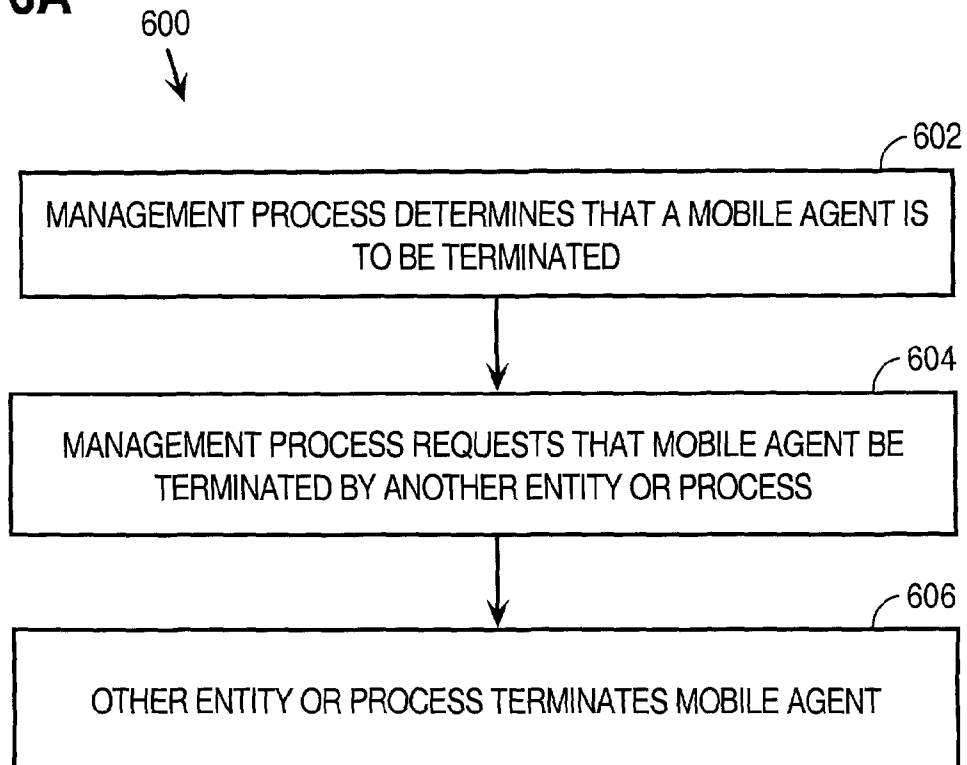 600
602
MANAGEMENT PROCESS DETERMINES THAT A MOBILE AGENT IS
TO BE TERMINATED
604
MANAGEMENT PROCESS REQUESTS THAT MOBILE AGENT BE
TERMINATED BY ANOTHER ENTITY OR PROCESS
606
OTHER ENTITY OR PROCESS TERMINATES MOBILE AGENT